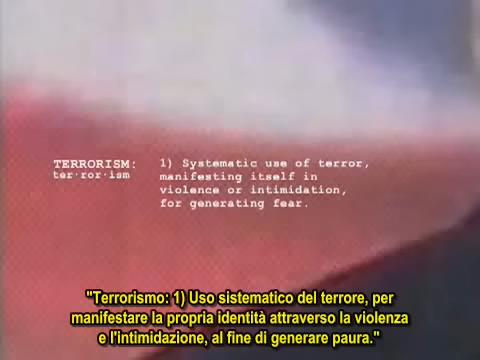 TERRORISM:
ter·ror·ism
1) Systematic use of terror,
manifesting itself in
violence or intimidation,
for generating fear.
"Terrorismo: 1) Uso sistematico del terrore, per
manifestare la propria identità attraverso la violenza
e l'intimidazione, al fine di generare paura."